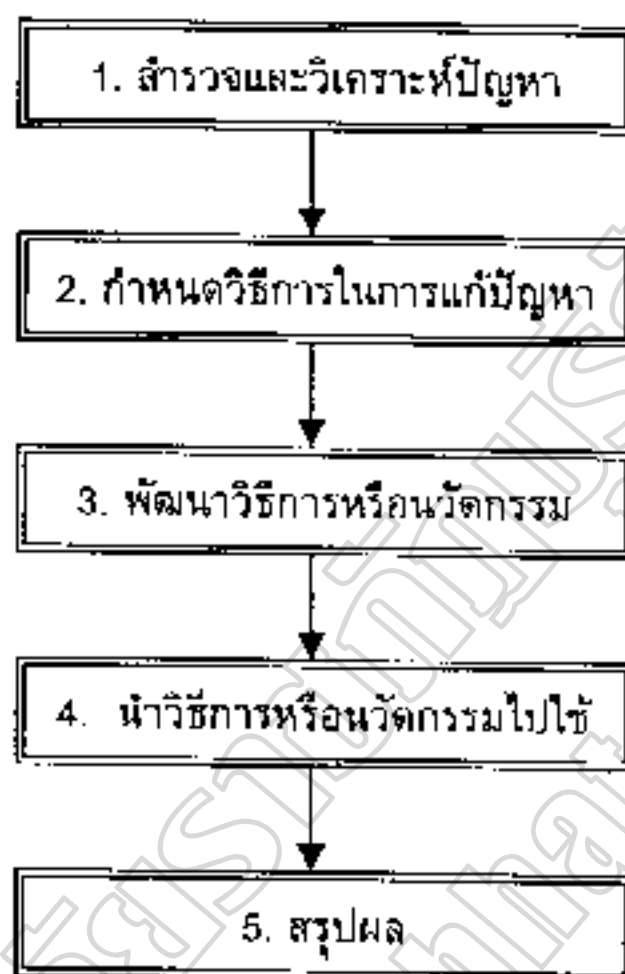 1. สำรวจและวิเคราะห์ปัญหา
2. กำหนดวิธีการในการแก้ปัญหา
3. พัฒนาวิธีการหรือนวัตกรรม
4. นำวิธีการหรือนวัตกรรมไปใช้
5. สรุปผล